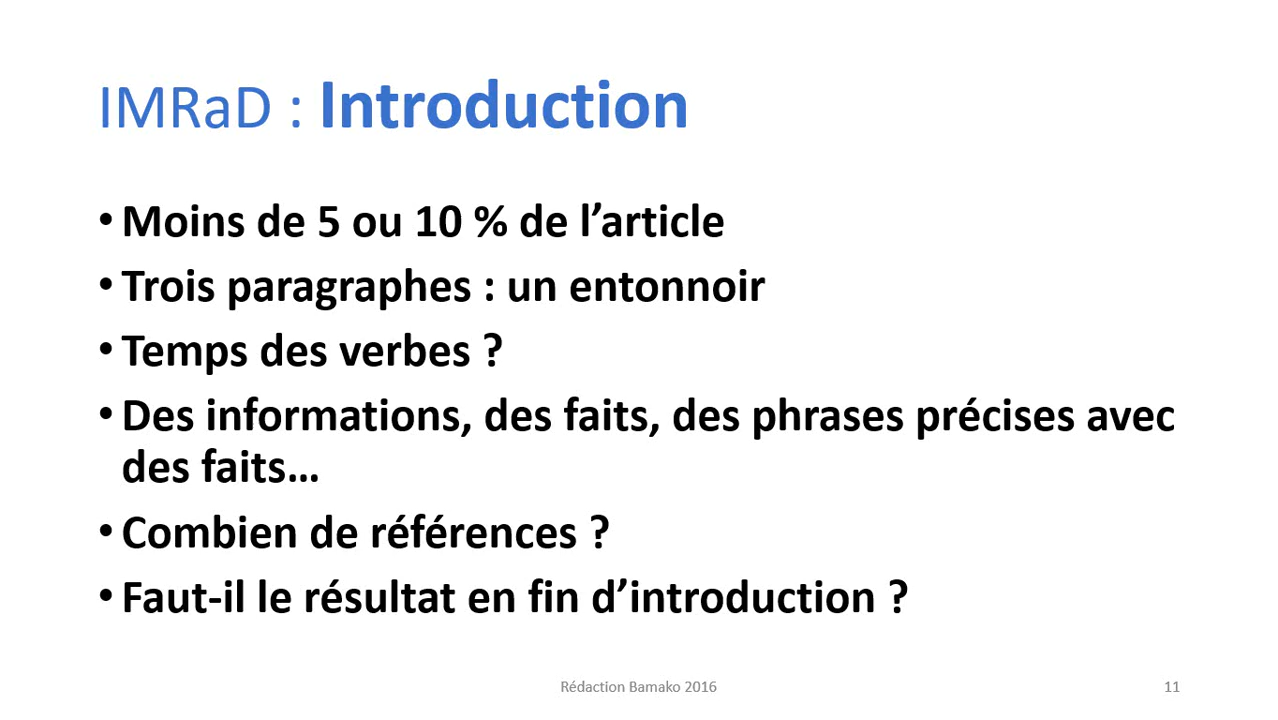 IMRaD : Introduction
• Moins de 5 ou 10 % de l’article
• Trois paragraphes : un entonnoir
• Temps des verbes ?
• Des informations, des faits, des phrases précises avec
des faits…
• Combien de références ?
• Faut-il le résultat en fin d’introduction ?
Rédaction Bamako 2016
11